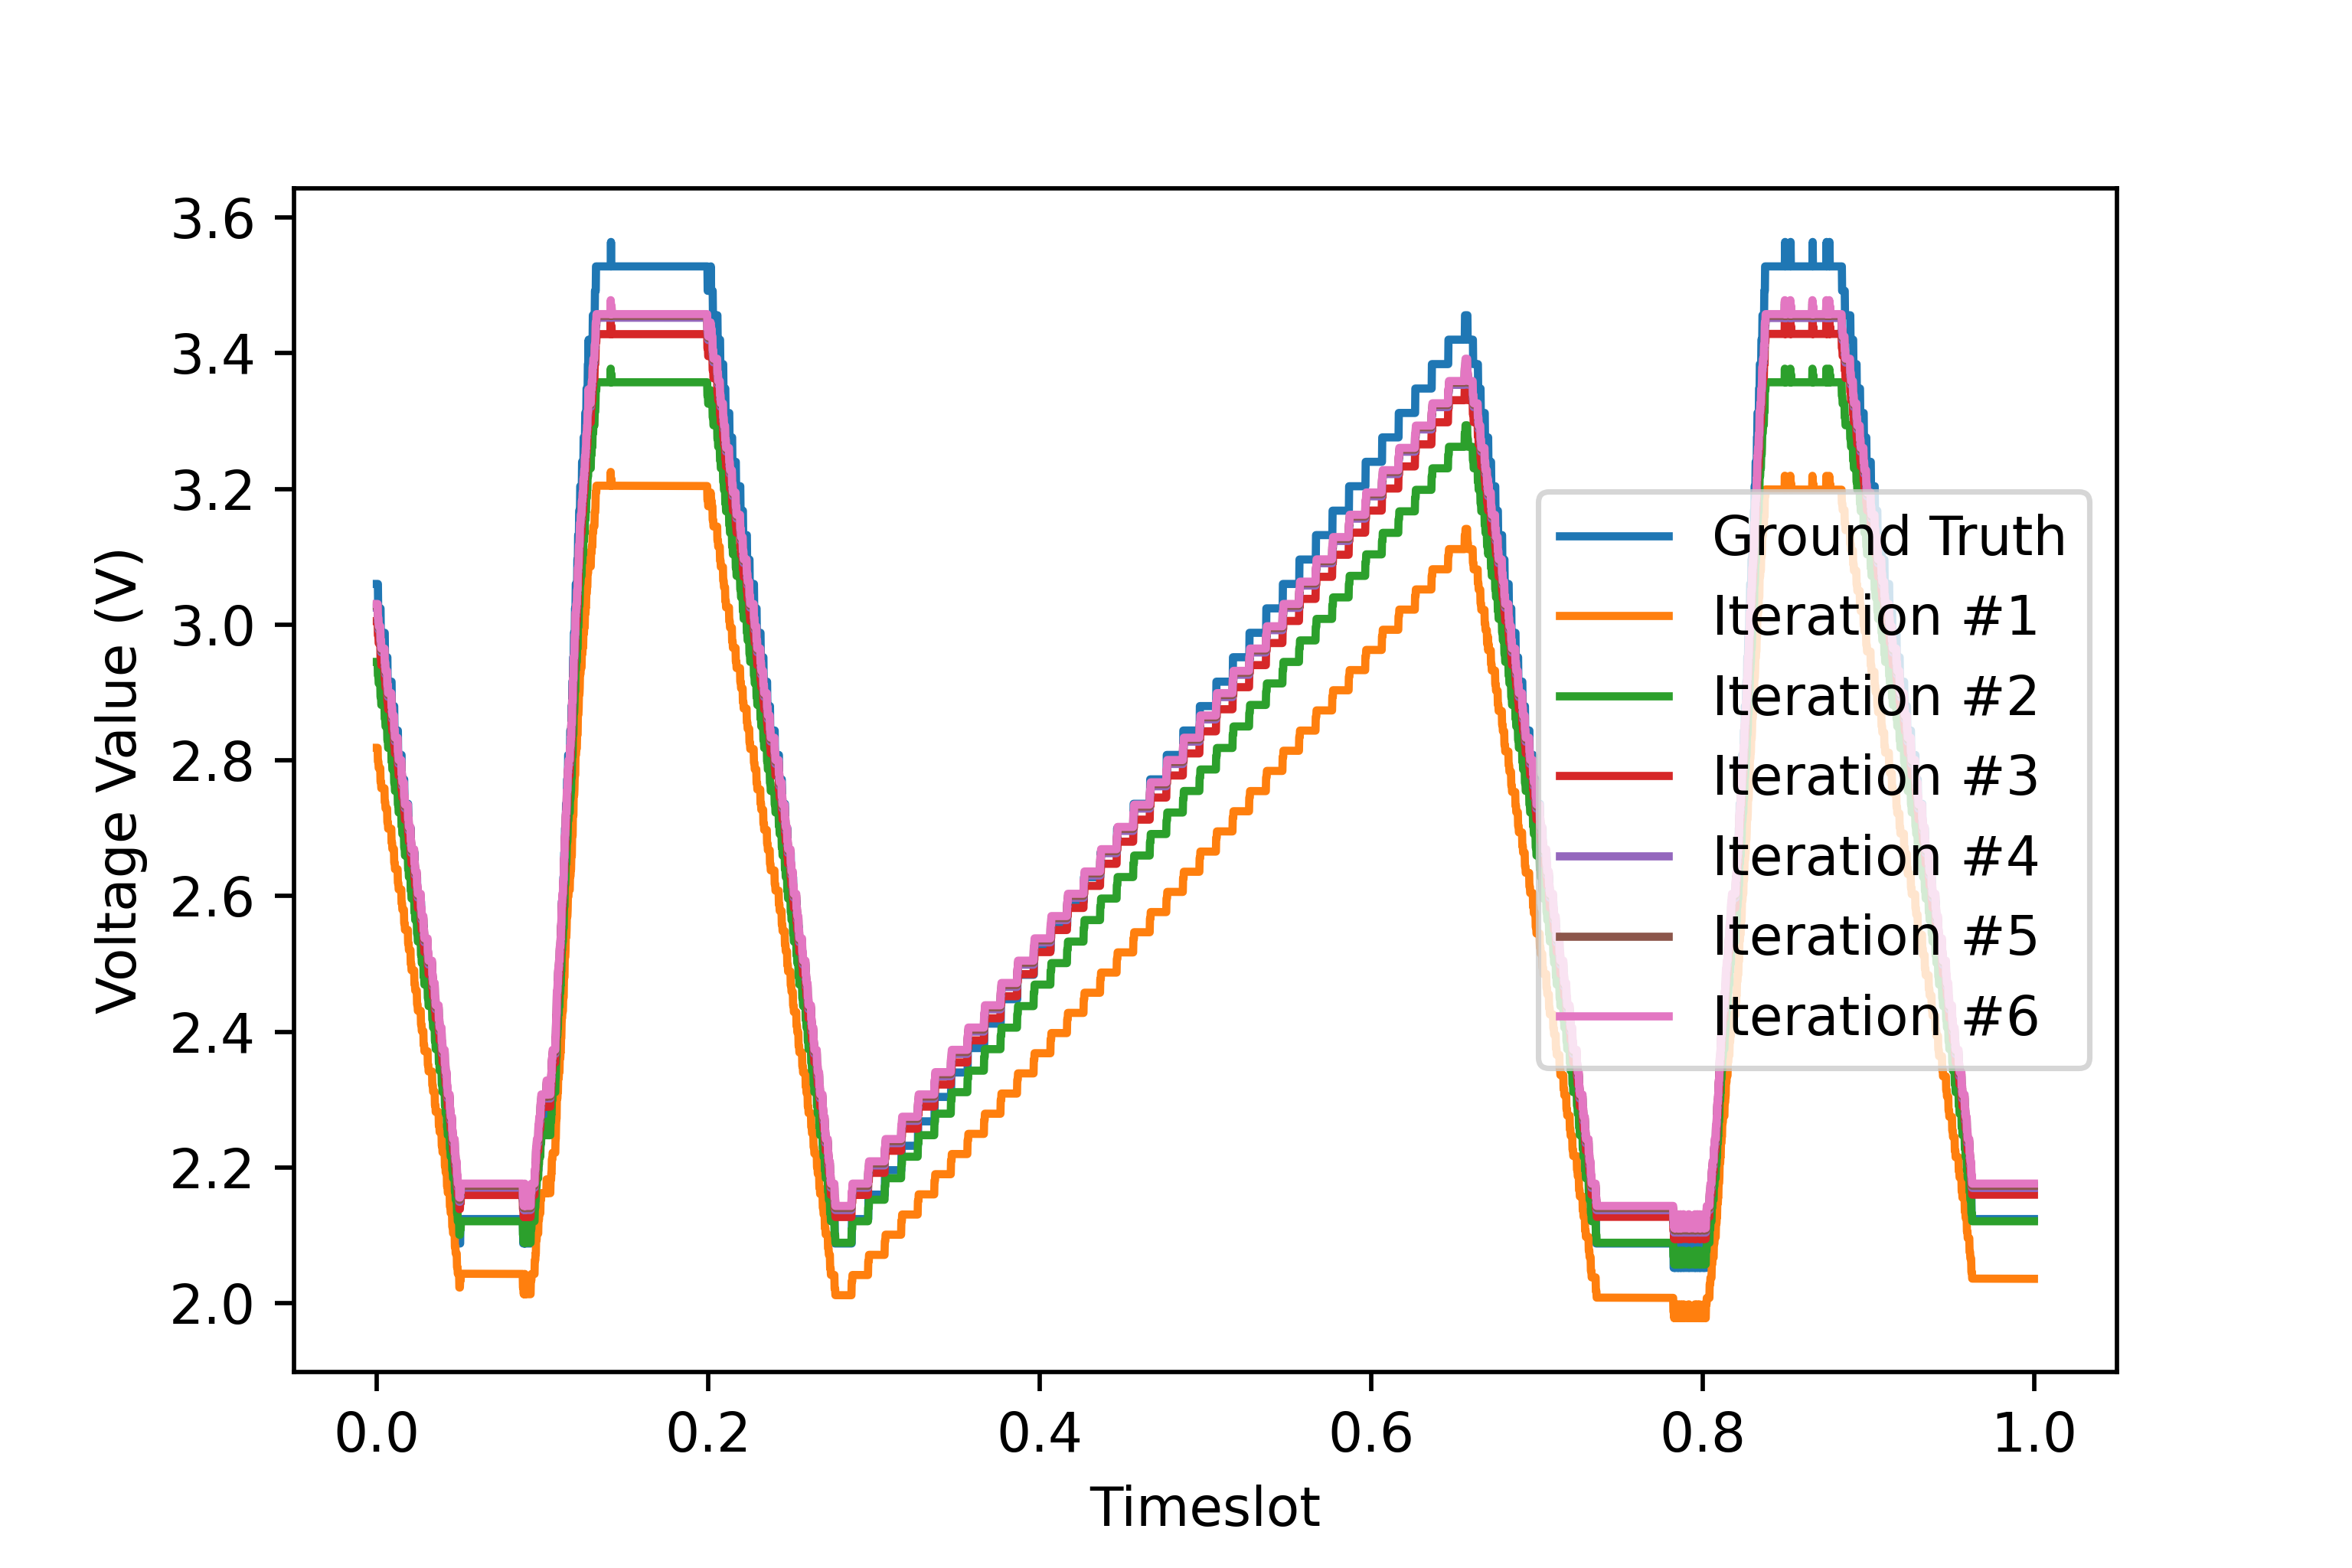 3.6
3.4
3.2
3.0
2.8
2.6
2.4
2.2
2.0
Voltage Value (V)
Ground Truth
Iteration #1
Iteration #2
Iteration #3
Iteration #4
Iteration #5
Iteration #6
0.0 0.2 0.4 0.6 0.8 1.0
Timeslot